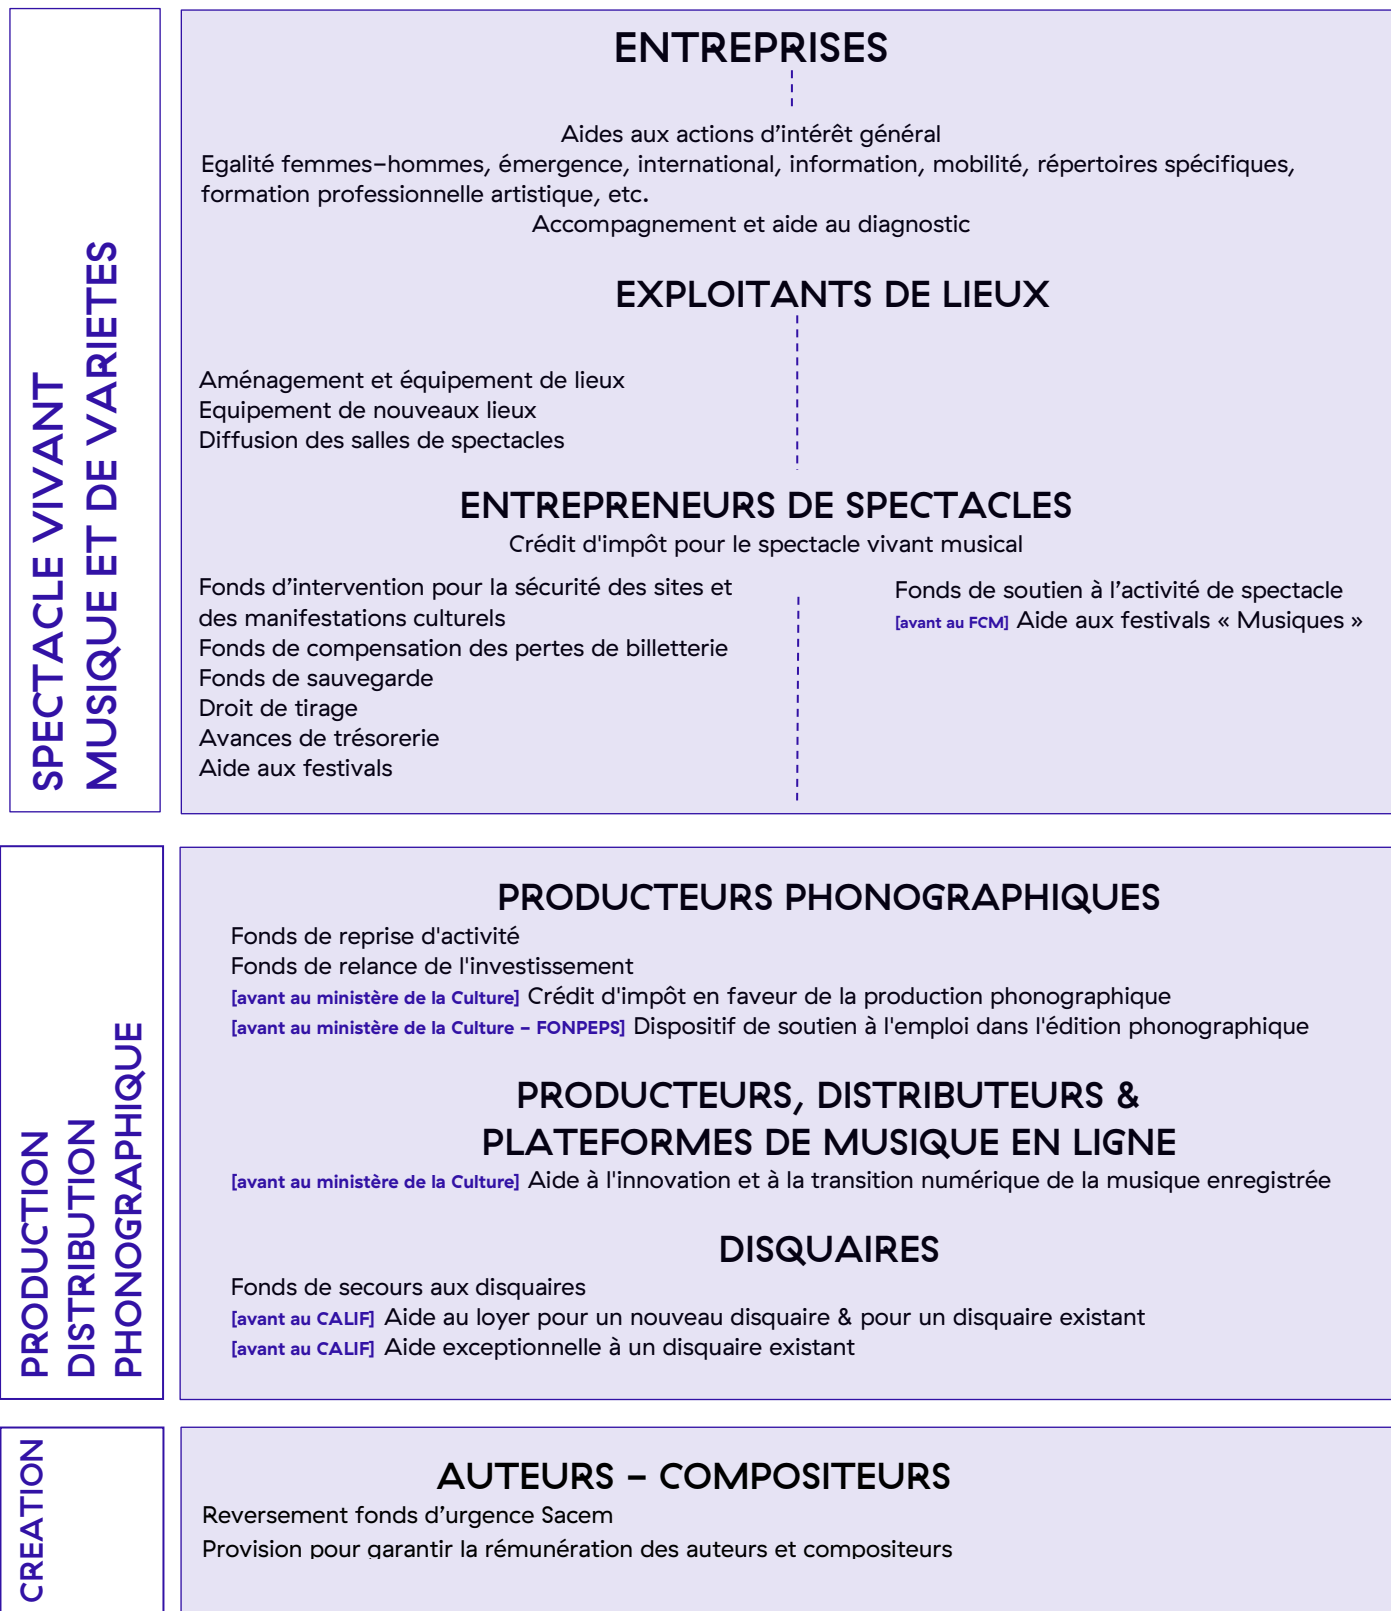 SPECTACLE VIVANT
MUSIQUE ET DE VARIETES
ENTREPRISES
Aides aux actions d’intérêt général
Egalité femmes-hommes, émergence, international, information, mobilité, répertoires spécifiques,
formation professionnelle artistique, etc.
Accompagnement et aide au diagnostic
EXPLOITANTS DE LIEUX
Aménagement et équipement de lieux
Equipement de nouveaux lieux
Diffusion des salles de spectacles
ENTREPRENEURS DE SPECTACLES
Crédit d'impôt pour le spectacle vivant musical
Fonds d’intervention pour la sécurité des sites et
des manifestations culturels
Fonds de compensation des pertes de billetterie
Fonds de sauvegarde
Droit de tirage
Avances de trésorerie
Aide aux festivals
Fonds de soutien à l’activité de spectacle
[avant au FCM] Aide aux festivals « Musiques »
PRODUCTION
DISTRIBUTION
PHONOGRAPHIQUE
PRODUCTEURS PHONOGRAPHIQUES
Fonds de reprise d'activité
Fonds de relance de l'investissement
[avant au ministère de la Culture] Crédit d'impôt en faveur de la production phonographique
[avant au ministère de la Culture – FONPEPS] Dispositif de soutien à l'emploi dans l'édition phonographique
PRODUCTEURS, DISTRIBUTEURS &
PLATEFORMES DE MUSIQUE EN LIGNE
[avant au ministère de la Culture] Aide à l'innovation et à la transition numérique de la musique enregistrée
DISQUAIRES
Fonds de secours aux disquaires
[avant au CALIF] Aide au loyer pour un nouveau disquaire & pour un disquaire existant
[avant au CALIF] Aide exceptionnelle à un disquaire existant
CREATION
AUTEURS – COMPOSITEURS
Reversement fonds d’urgence Sacem
Provision pour garantir la rémunération des auteurs et compositeurs